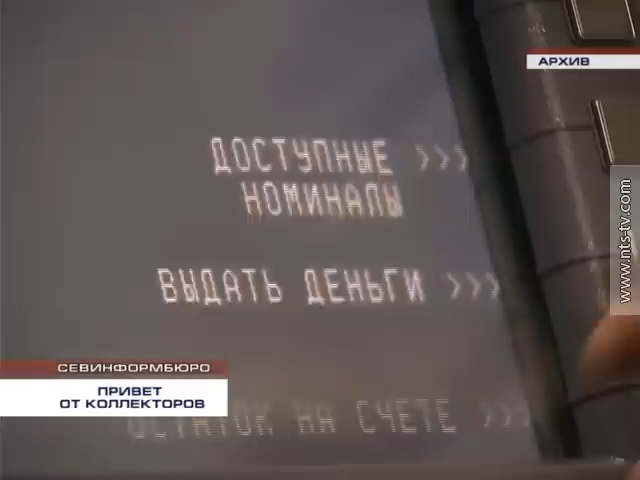 АРХИВ
ДОСТУПНЫЕ >>>
НОМИНАЛЫ
www.nts-tv.com
ВЫДАТЬ ДЕНЬГИ >>>
СЕВИНФОРМБЮРО
ПРИВЕТ
ОТ КОЛЛЕКТОРОВ
ОСТАТОК НА СЧЕТЕ >>>